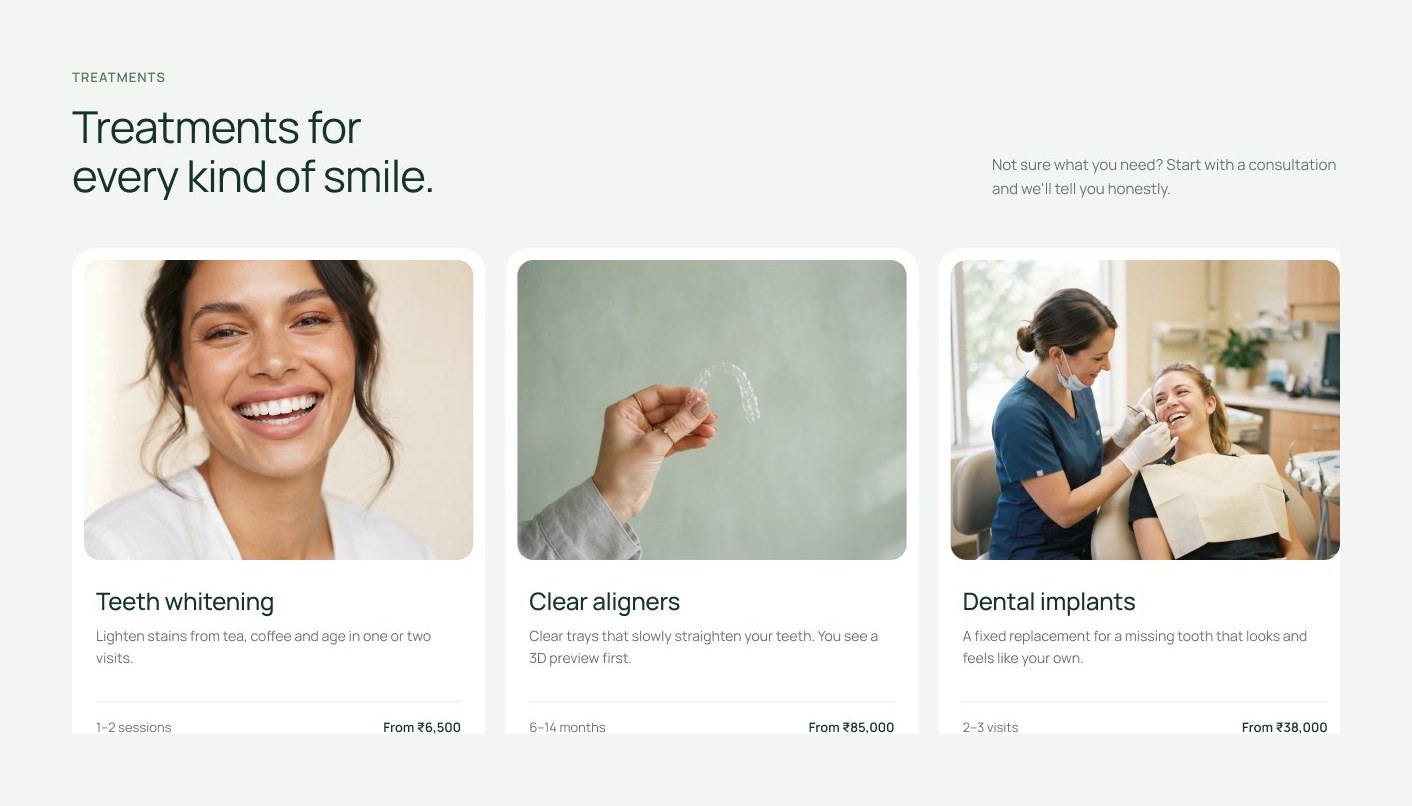 TREATMENTS
Treatments for
every kind of smile.
Not sure what you need? Start with a consultation
and we'll tell you honestly.
Teeth whitening
Lighten stains from tea, coffee and age in one or two
visits.
1–2 sessions
From ₹6,500
Clear aligners
Clear trays that slowly straighten your teeth. You see a
3D preview first.
6–14 months
From ₹85,000
Dental implants
A fixed replacement for a missing tooth that looks and
feels like your own.
2–3 visits
From ₹38,000